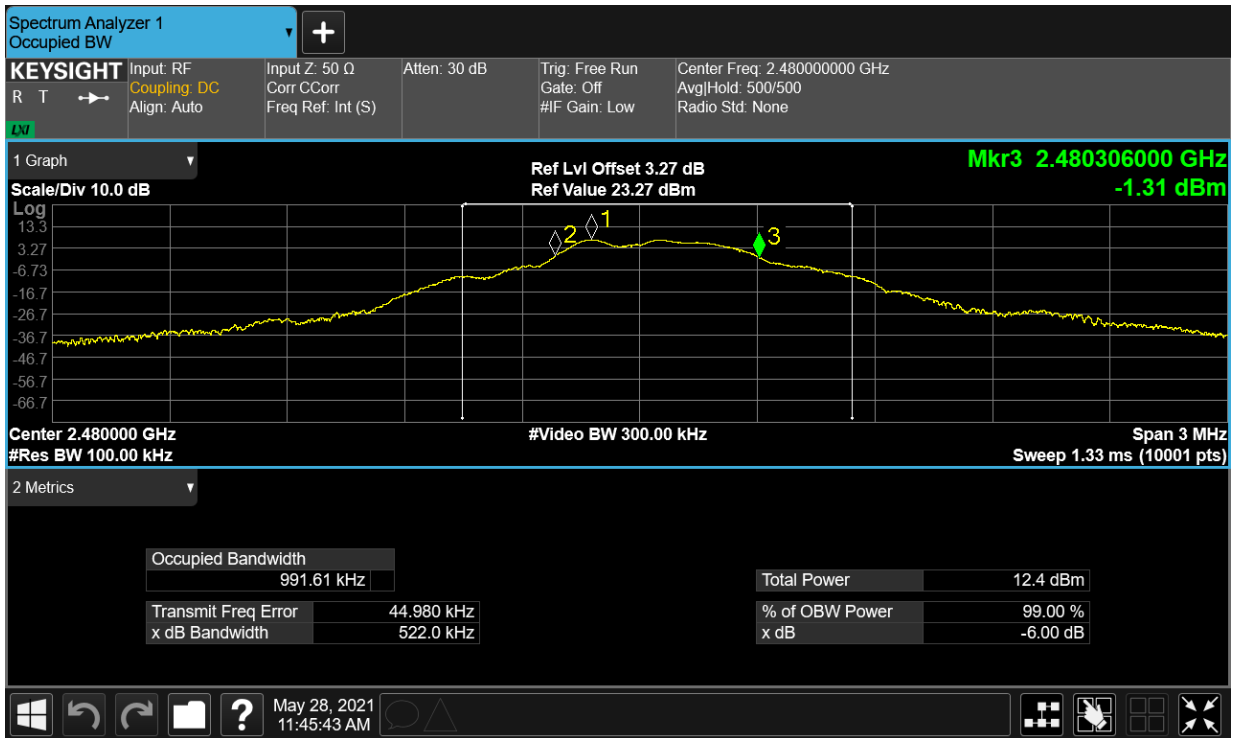 Spectrum Analyzer 1
Occupied BW
KEYSIGHT
R T
LXI
Input: RF
Coupling: DC
Align: Auto
Input Z: 50 Ω
Corr CCorr
Freq Ref: Int (S)
Atten: 30 dB
Trig: Free Run
Gate: Off
#IF Gain: Low
Center Freq: 2.480000000 GHz
Avg|Hold: 500/500
Radio Std: None
1 Graph
Scale/Div 10.0 dB
Log
Ref Lvl Offset 3.27 dB
Ref Value 23.27 dBm
Mkr3 2.480306000 GHz
-1.31 dBm
13.3
3.27
-6.73
-16.7
-26.7
-36.7
-46.7
-56.7
-66.7
2
1
3
Center 2.480000 GHz
#Res BW 100.00 kHz
#Video BW 300.00 kHz
Span 3 MHz
Sweep 1.33 ms (10001 pts)
2 Metrics
Occupied Bandwidth
991.61 kHz
Transmit Freq Error 44.980 kHz
x dB Bandwidth 522.0 kHz
Total Power 12.4 dBm
% of OBW Power 99.00 %
x dB -6.00 dB
?
May 28, 2021
11:45:43 AM